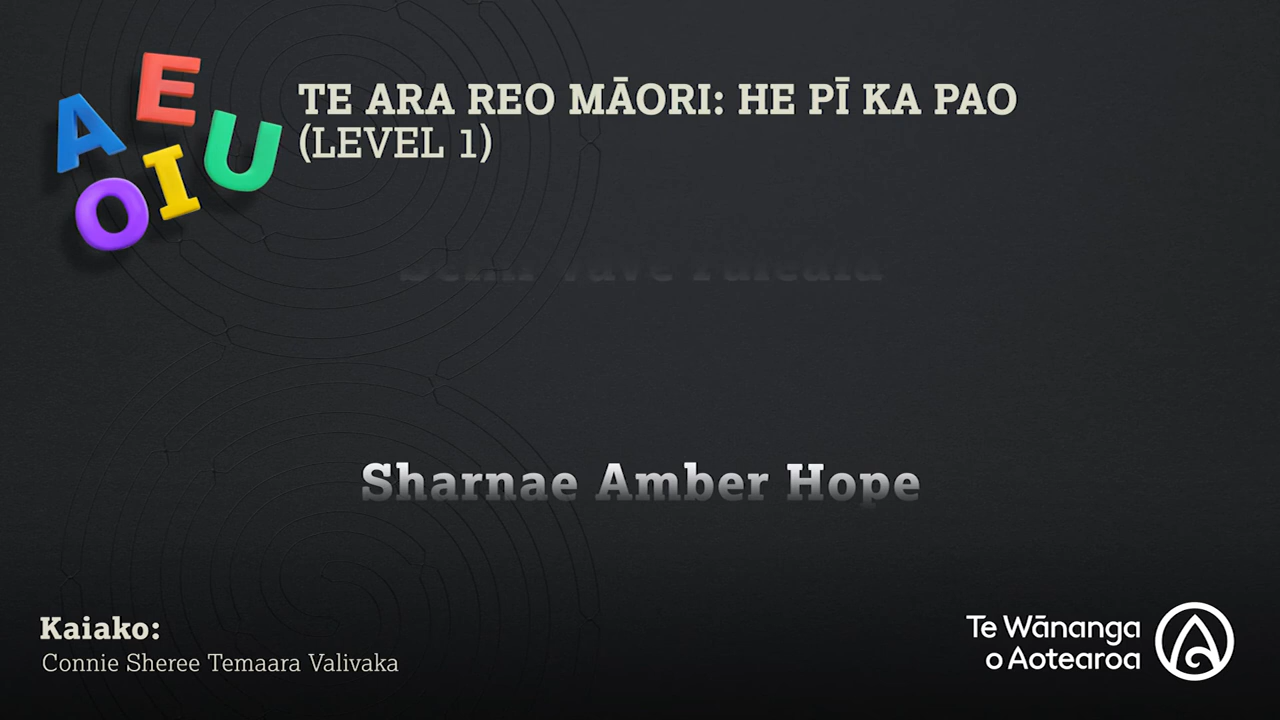 A E I O U
TE ARA REO MĀORI: HE PĪ KA PAO
(LEVEL 1)
Sharnae Amber Hope
Kaiako:
Connie Sheree Temaara Valivaka
Te Wānanga
o Aotearoa